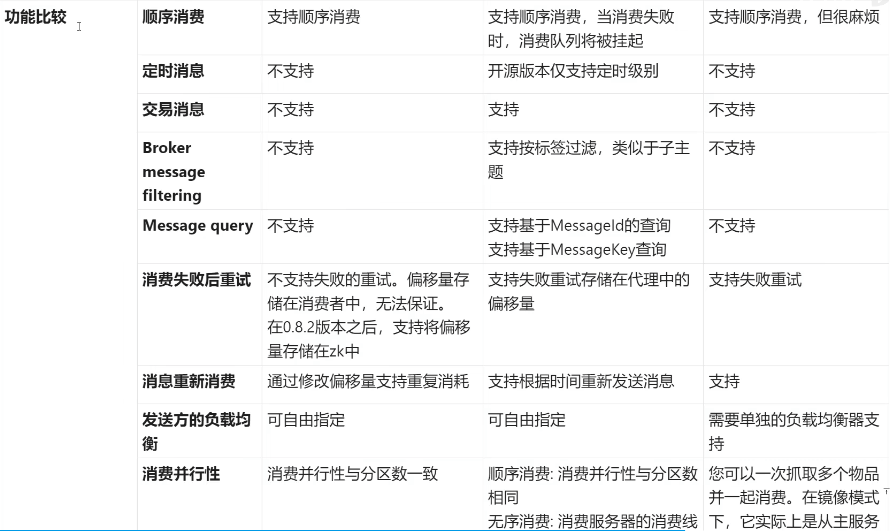 功能比较
顺序消费
支持顺序消费
支持顺序消费，当消费失败
时，消费队列将被挂起
支持顺序消费，但很麻烦
定时消息
不支持
开源版本仅支持定时级别
不支持
交易消息
不支持
支持
不支持
Broker
message
filtering
不支持
支持按标签过滤，类似于子主
题
不支持
Message query
不支持
支持基于MessageId的查询
支持基于MessageKey查询
不支持
消费失败后重试
不支持失败的重试。偏移量存
储在消费者中，无法保证。
在0.8.2版本之后，支持将偏移
量存储在zk中
支持失败重试存储在代理中的
偏移量
支持失败重试
消息重新消费
通过修改偏移量支持重复消耗
支持根据时间重新发送消息
支持
发送方的负载均
衡
可自由指定
可自由指定
需要单独的负载均衡器支
持
消费并行性
消费并行性与分区数一致
顺序消费: 消费并行性与分区数
相同
无序消费: 消费服务器的消费线
您可以一次抓取多个物品
并一起消费。在镜像模式
下，它实际上是从主服务